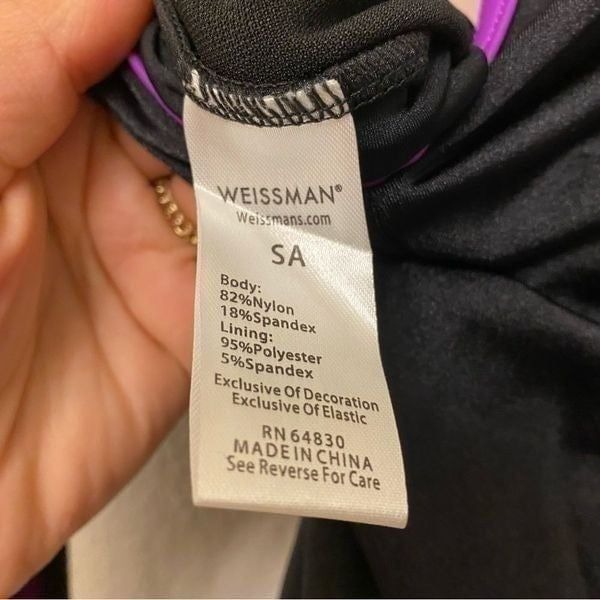 WEISSMAN®
Weissmans.com
SA
Body:
82%Nylon
18%Spandex
Lining:
95%Polyester
5%Spandex
Exclusive Of Decoration
Exclusive Of Elastic
RN 64830
MADE IN CHINA
See Reverse For Care